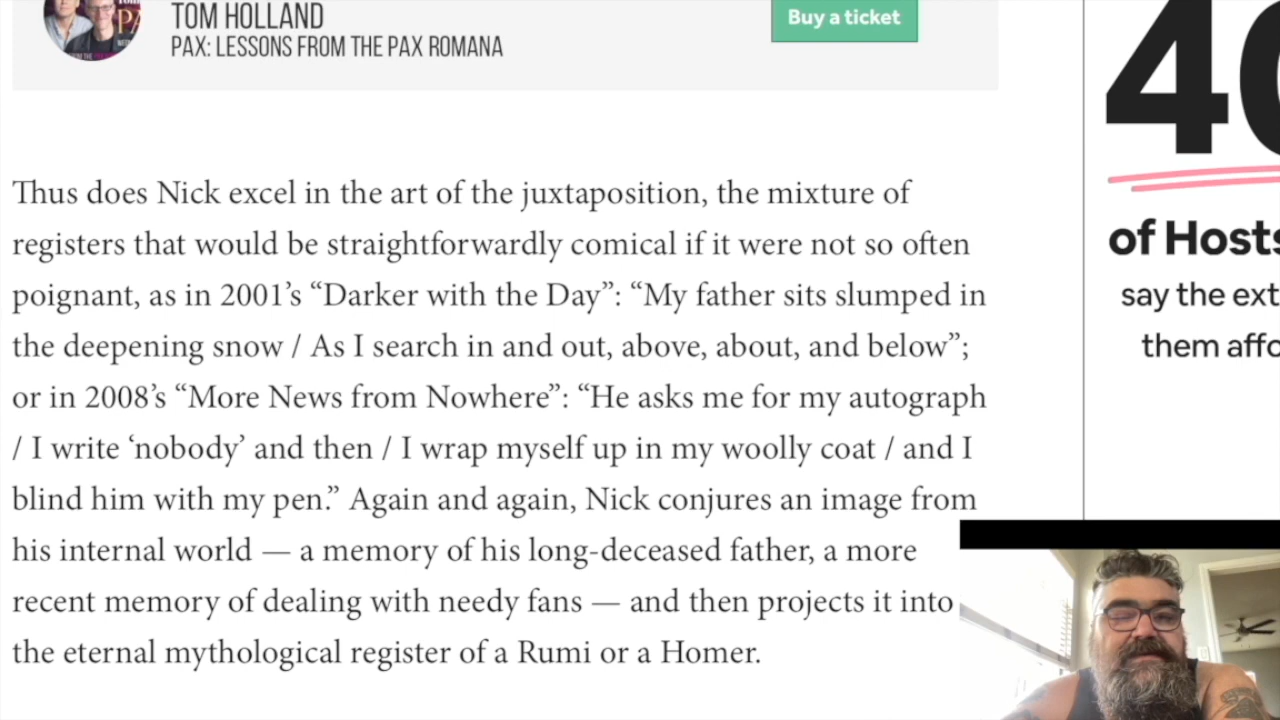 TOM HOLLAND
PAX: LESSONS FROM THE PAX ROMANA
Buy a ticket
Thus does Nick excel in the art of the juxtaposition, the mixture of
registers that would be straightforwardly comical if it were not so often
poignant, as in 2001’s “Darker with the Day”: “My father sits slumped in
the deepening snow / As I search in and out, above, about, and below”;
or in 2008’s “More News from Nowhere”: “He asks me for my autograph
/ I write ‘nobody’ and then / I wrap myself up in my woolly coat / and I
blind him with my pen.” Again and again, Nick conjures an image from
his internal world — a memory of his long-deceased father, a more
recent memory of dealing with needy fans — and then projects it into
the eternal mythological register of a Rumi or a Homer.
40
of Hosts
say the ext
them affo